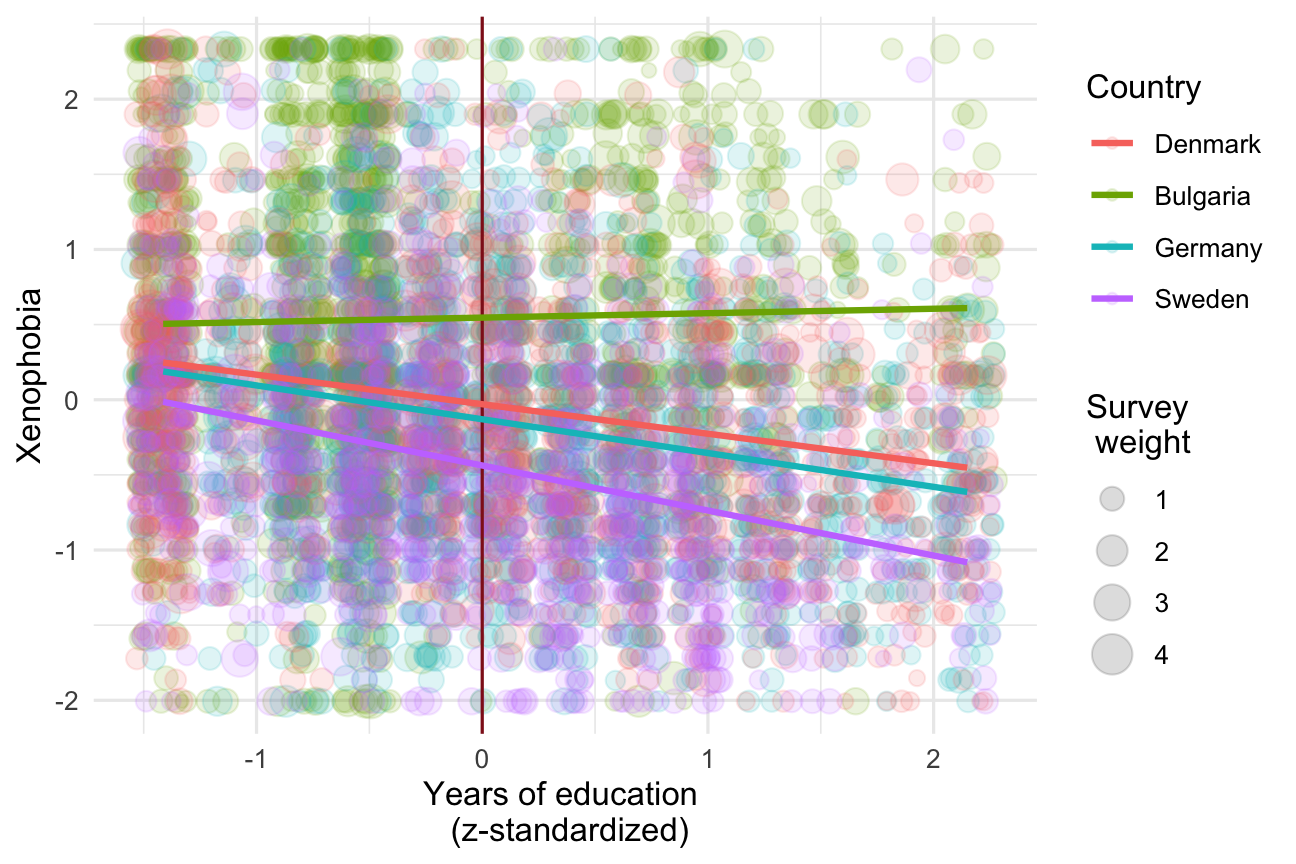 2
1
0
-1
-2
Xenophobia
-1
0
1
2
Years of education
(z-standardized)
Country
Denmark
Bulgaria
Germany
Sweden
Survey
weight
1
2
3
4